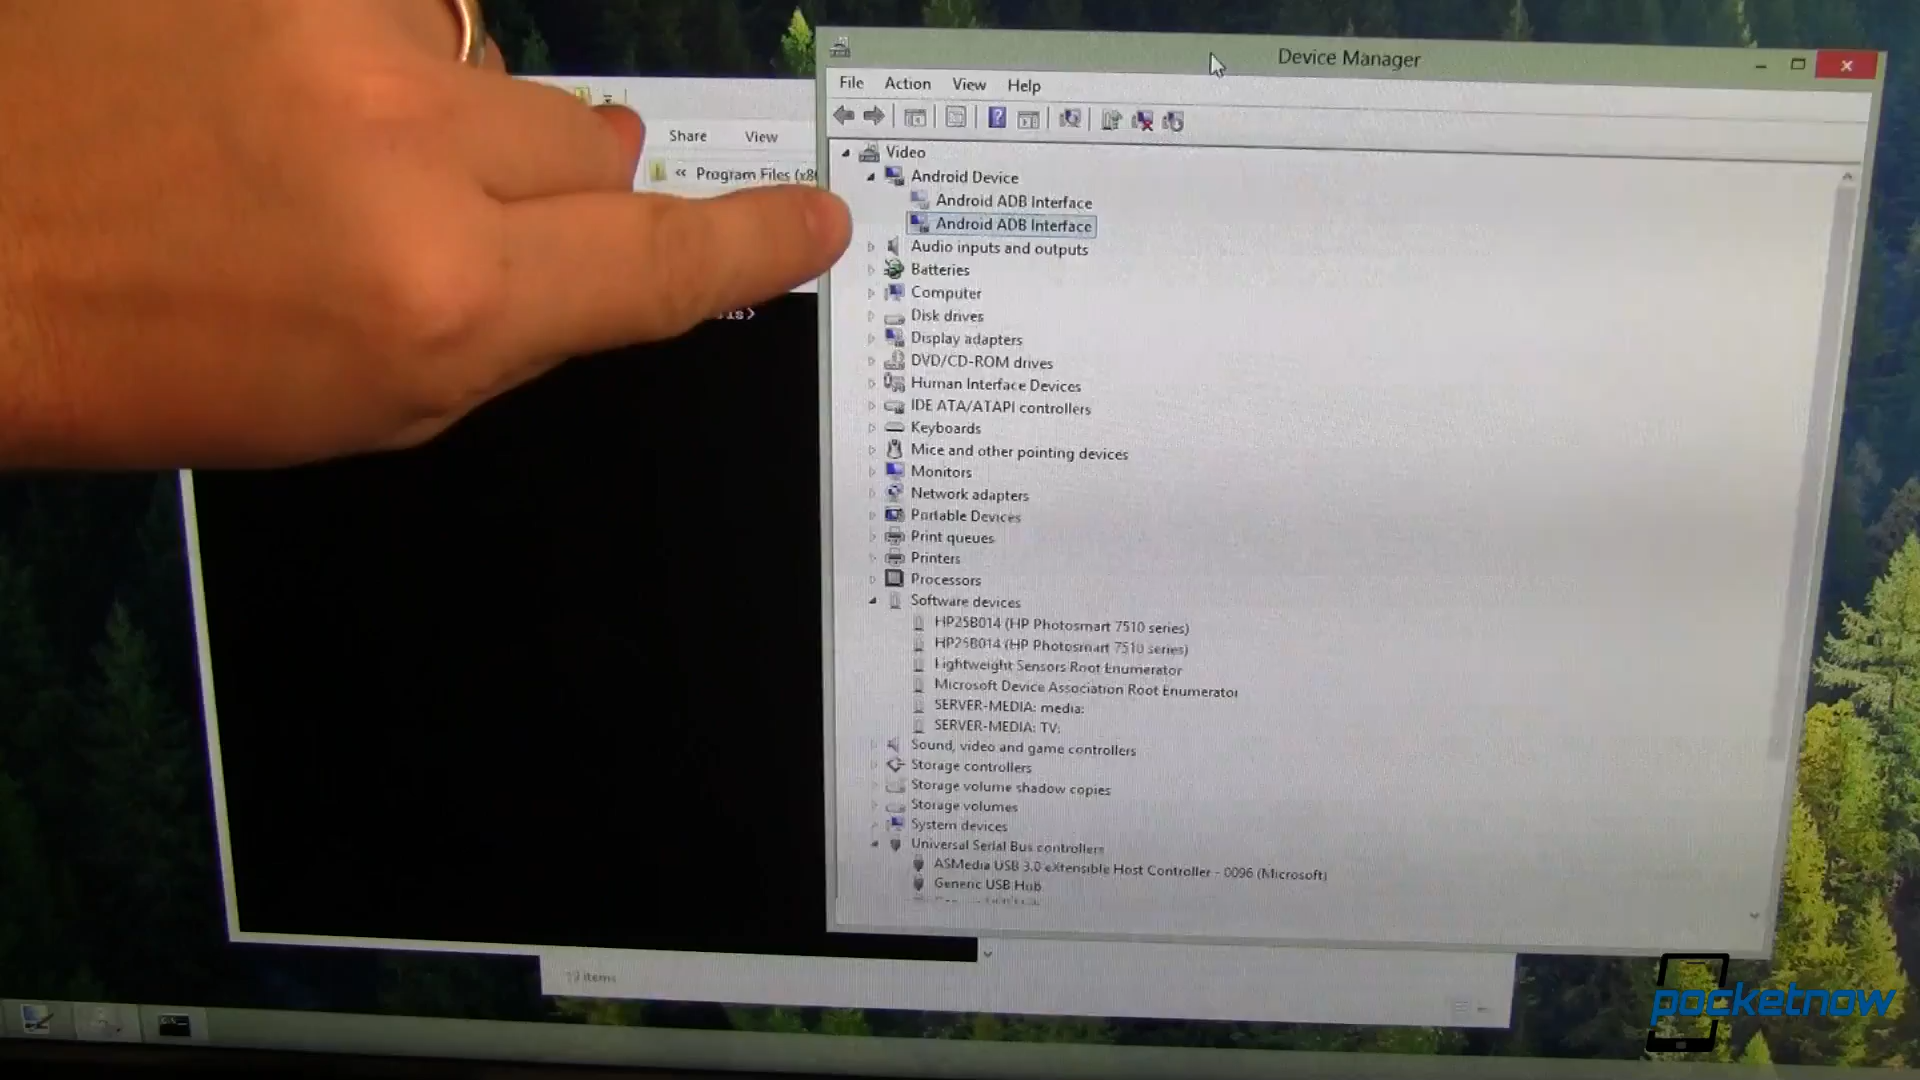 Device Manager
File Action View Help
Share View
« Program Files (x86
Video
Android Device
Android ADB Interface
Android ADB Interface
Audio inputs and outputs
Batteries
Computer
Disk drives
Display adapters
DVD/CD-ROM drives
Human Interface Devices
IDE ATA/ATAPI controllers
Keyboards
Mice and other pointing devices
Monitors
Network adapters
Portable Devices
Print queues
Printers
Processors
Software devices
HP25B014 (HP Photosmart 7510 series)
HP25B014 (HP Photosmart 7510 series)
Lightweight Sensors Root Enumerator
Microsoft Device Association Root Enumerator
SERVER-MEDIA: media:
SERVER-MEDIA: TV:
Sound, video and game controllers
Storage controllers
Storage volume shadow copies
Storage volumes
System devices
Universal Serial Bus controllers
ASMedia USB 3.0 eXtensible Host Controller - 0096 (Microsoft)
Generic USB Hub
items
pocketnow